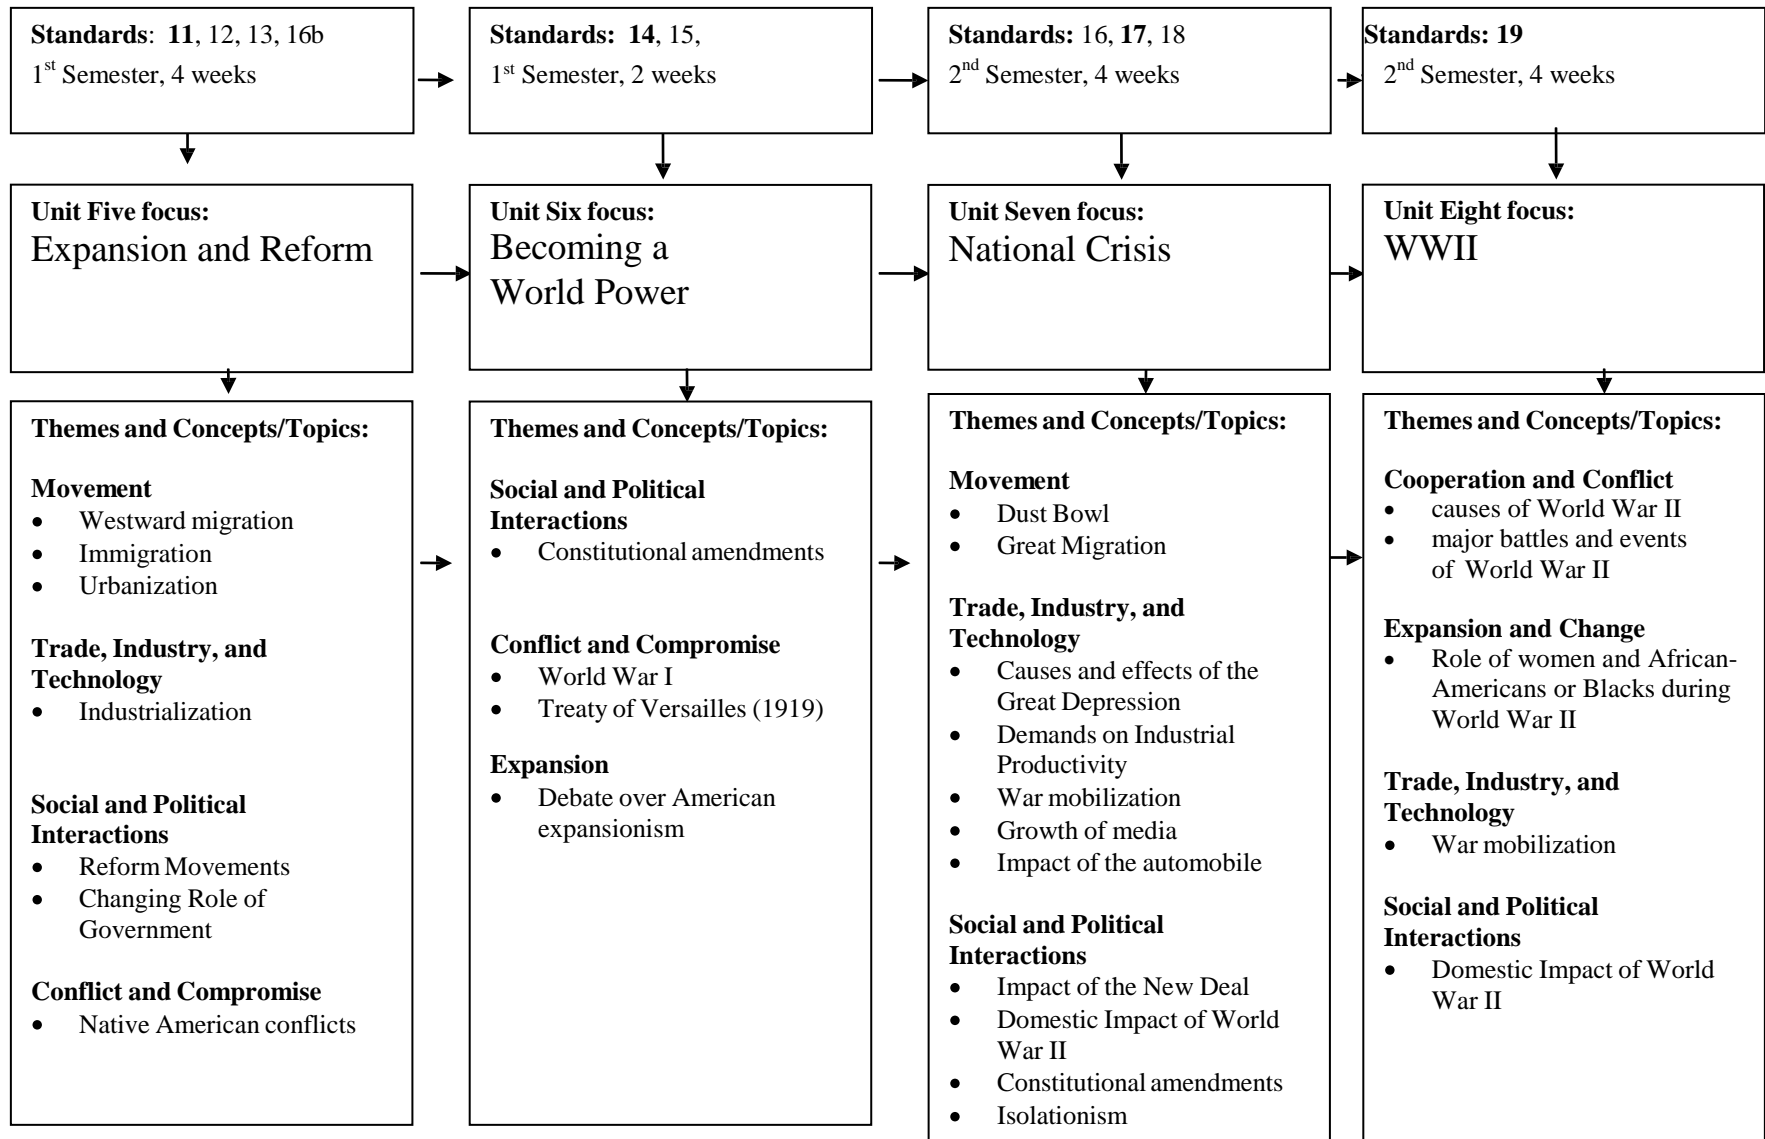 Standards:  11, 12, 13, 16b
1st Semester, 4 weeks
Standards:  14, 15,
1st Semester, 2 weeks
Standards: 16, 17, 18
2nd Semester, 4 weeks
Standards: 19
2nd Semester, 4 weeks
Unit Five focus:
Expansion and Reform
Unit Six focus:
Becoming a
World Power
Unit Seven focus:
National Crisis
Unit Eight focus:
WWII
Themes and Concepts/Topics:
Movement
• Westward migration
• Immigration
• Urbanization
Trade, Industry, and
Technology
• Industrialization
Social and Political
Interactions
• Reform Movements
• Changing Role of
Government
Conflict and Compromise
• Native American conflicts
Themes and Concepts/Topics:
Social and Political
Interactions
• Constitutional amendments
Conflict and Compromise
• World War I
• Treaty of Versailles (1919)
Expansion
• Debate over American
expansionism
Themes and Concepts/Topics:
Movement
• Dust Bowl
• Great Migration
Trade, Industry, and
Technology
• Causes and effects of the
Great Depression
• Demands on Industrial
Productivity
• War mobilization
• Growth of media
• Impact of the automobile
Social and Political
Interactions
• Impact of the New Deal
• Domestic Impact of World
War II
• Constitutional amendments
• Isolationism
Themes and Concepts/Topics:
Cooperation and Conflict
• causes of World War II
• major battles and events
of  World War II
Expansion and Change
• Role of women and African-
Americans or Blacks during
World War II
Trade, Industry, and
Technology
• War mobilization
Social and Political
Interactions
• Domestic Impact of World
War II